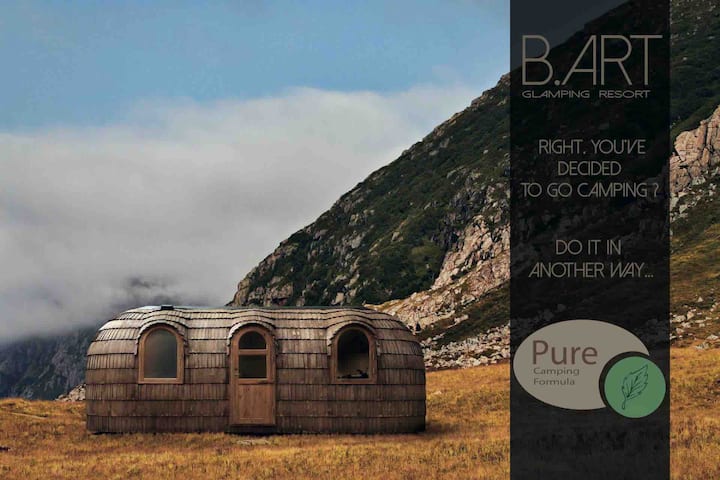 B.ART
GLAMPING RESORT
RIGHT. YOU'VE
DECIDED
TO GO CAMPING ?
DO IT IN
ANOTHER WAY...
Pure
Camping
Formula